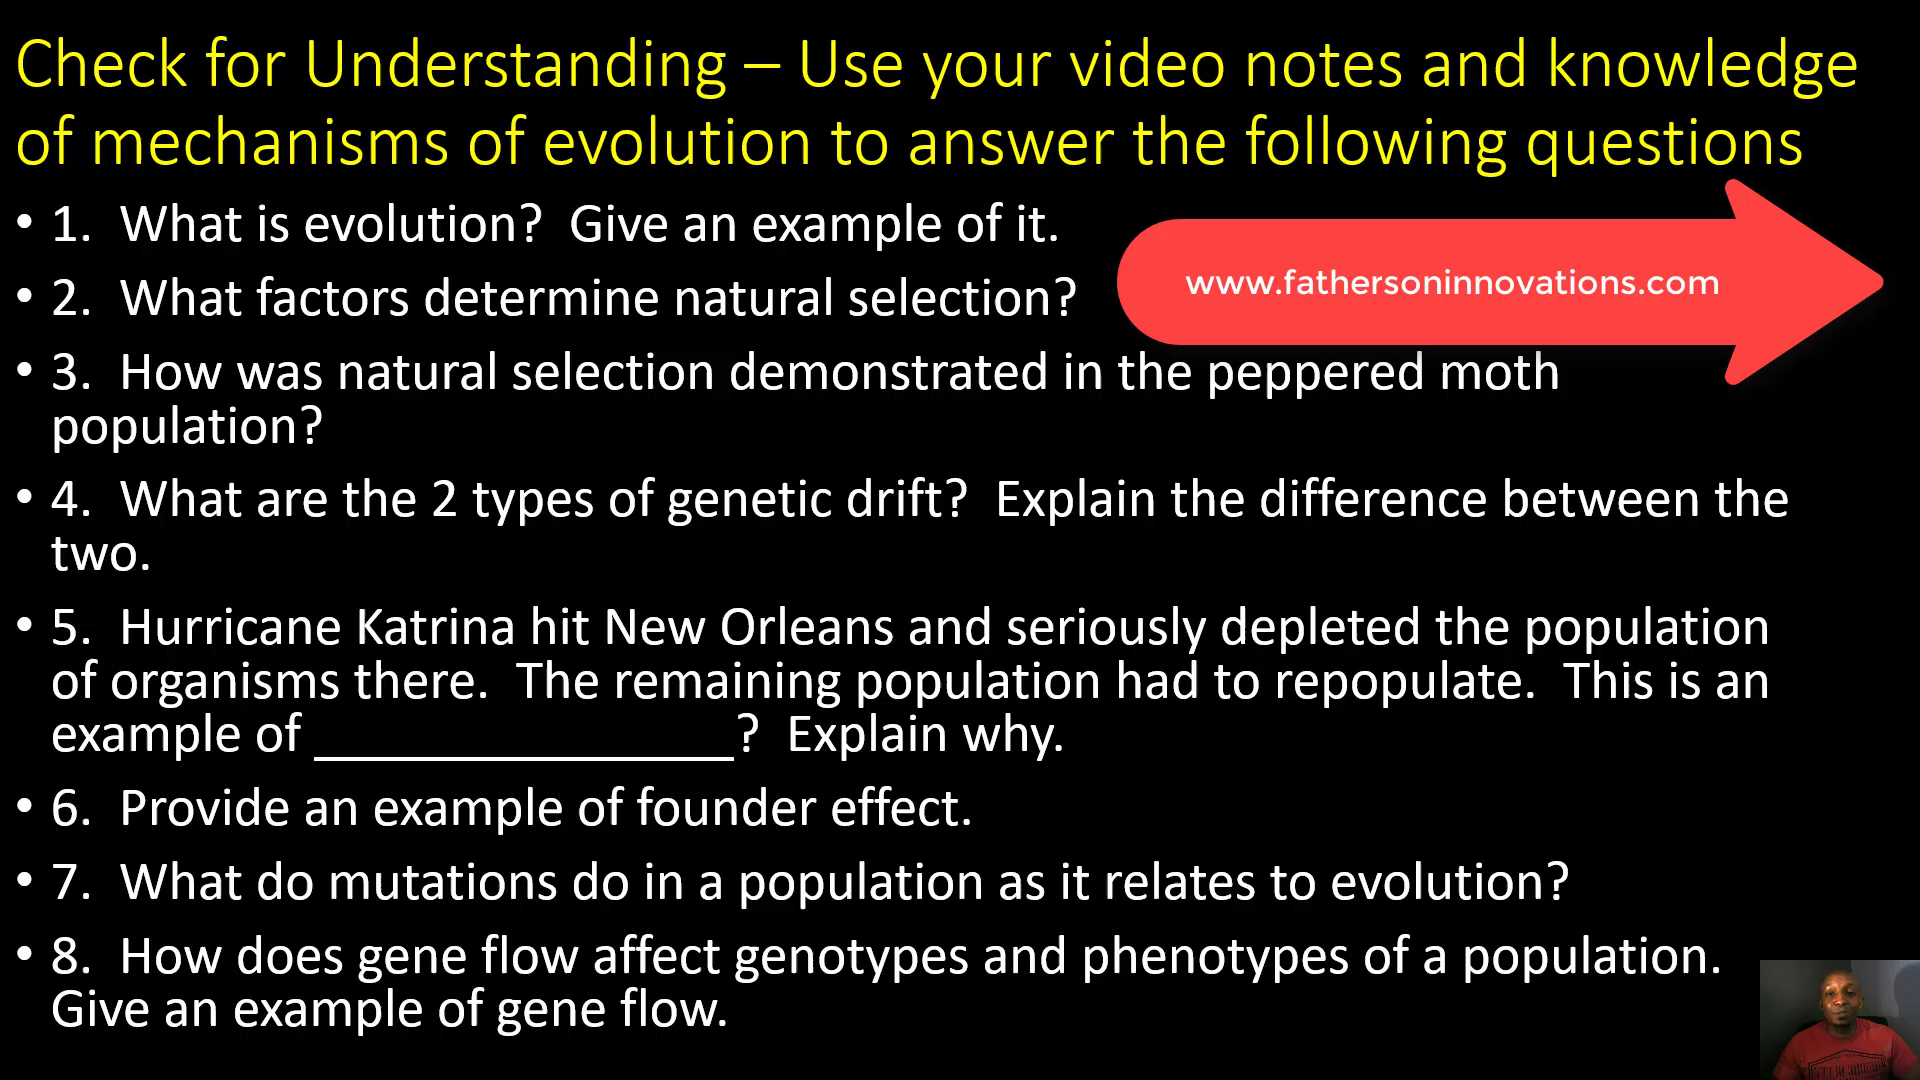 Check for Understanding – Use your video notes and knowledge
of mechanisms of evolution to answer the following questions
• 1.  What is evolution?  Give an example of it.
www.fathersoninnovations.com
• 2.  What factors determine natural selection?
• 3.  How was natural selection demonstrated in the peppered moth
population?
• 4.  What are the 2 types of genetic drift?  Explain the difference between the
two.
• 5.  Hurricane Katrina hit New Orleans and seriously depleted the population
of organisms there.  The remaining population had to repopulate.  This is an
example of ________________?  Explain why.
• 6.  Provide an example of founder effect.
• 7.  What do mutations do in a population as it relates to evolution?
• 8.  How does gene flow affect genotypes and phenotypes of a population.
Give an example of gene flow.